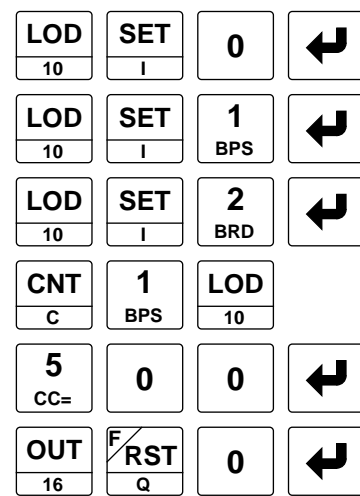 LOD SET 0
10 I
LOD SET 1
10 I BPS
LOD SET 2
10 I BRD
CNT 1 LOD
C BPS 10
5 0 0
CC=
OUT F/RST 0
16 Q